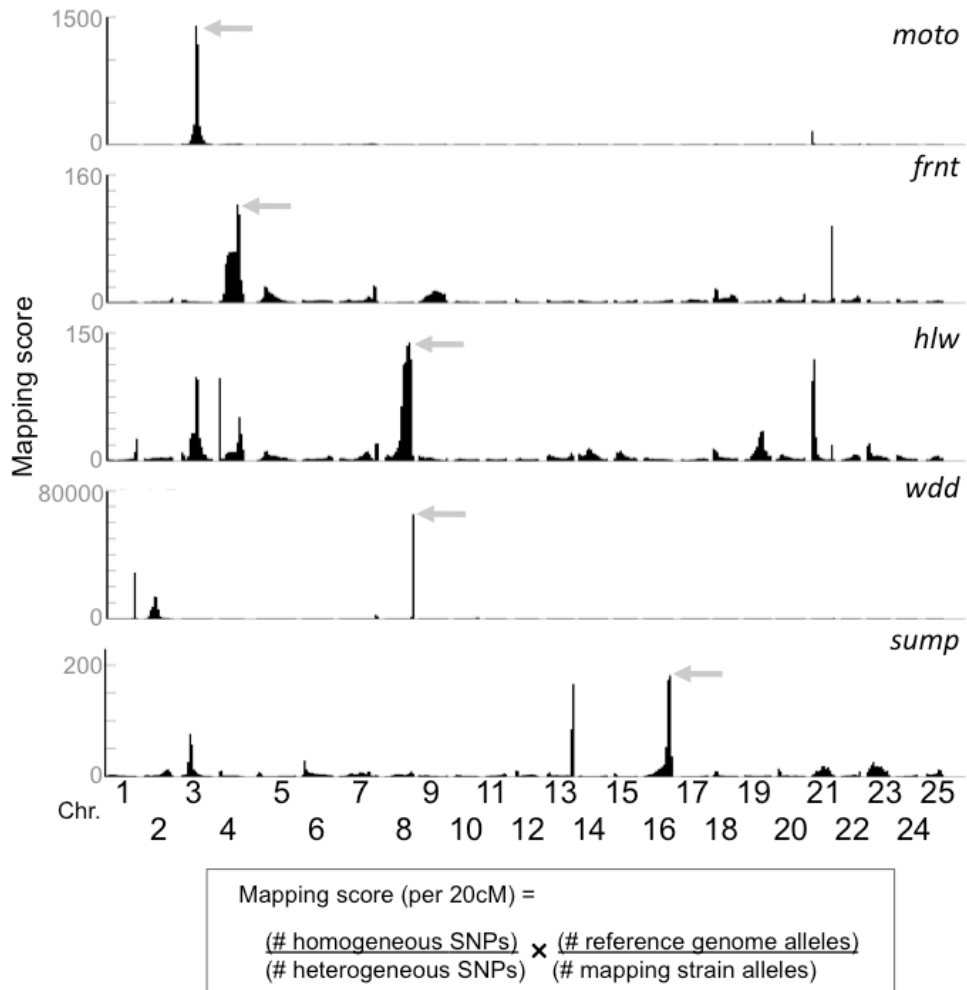 1500
moto
0
160
frnt
0
150
hlw
0
80000
wdd
0
200
sump
0
Mapping score
Chr.
1 3 5 7 9 11 13 15 17 19 21 23 25
2 4 6 8 10 12 14 16 18 20 22 24
Mapping score (per 20cM) =
(# homogeneous SNPs) × (# reference genome alleles)
(# heterogeneous SNPs) (# mapping strain alleles)